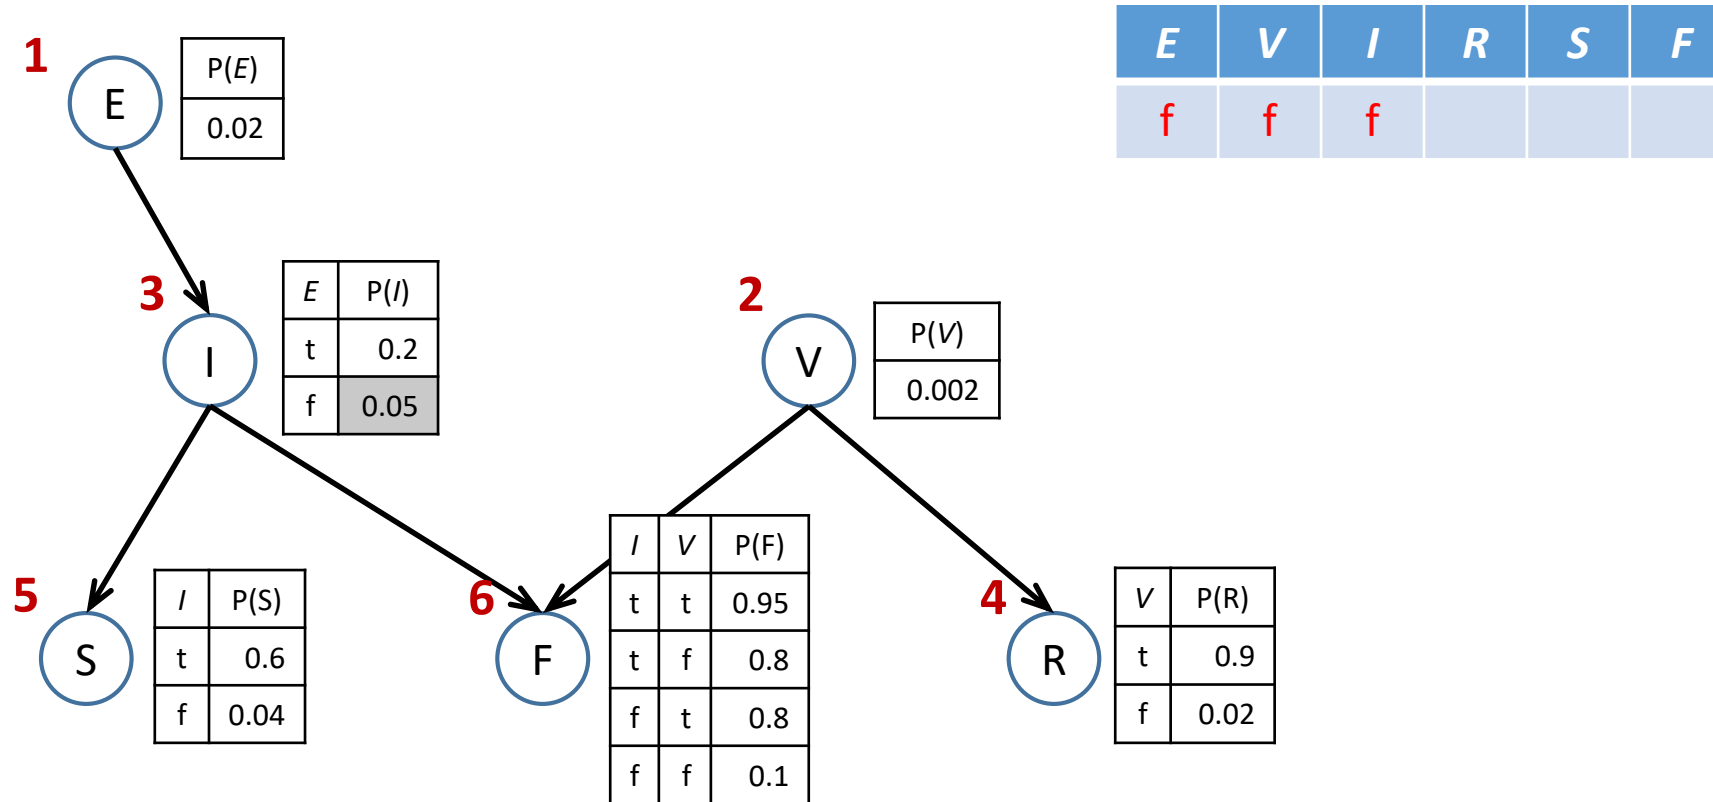 1
E
P(E)
0.02
E V I R S F
f f f
3
I
E P(I)
t 0.2
f 0.05
2
V
P(V)
0.002
5
S
I P(S)
t 0.6
f 0.04
6
F
I V P(F)
t t 0.95
t f 0.8
f t 0.8
f f 0.1
4
R
V P(R)
t 0.9
f 0.02